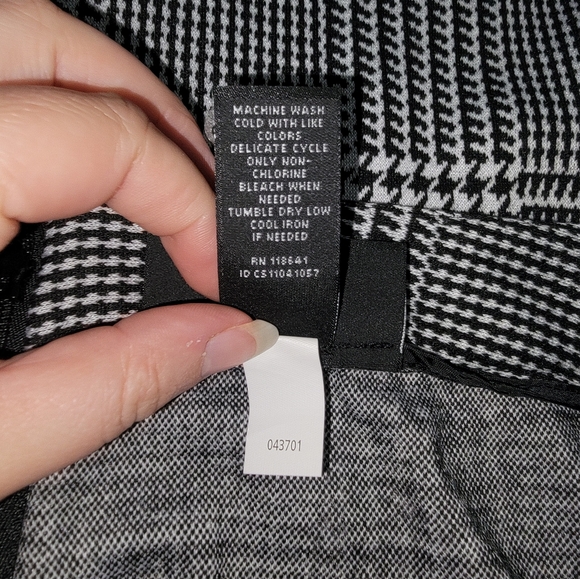 MACHINE WASH
COLD WITH LIKE
COLORS
DELICATE CYCLE
ONLY NON-
CHLORINE
BLEACH WHEN
NEEDED
TUMBLE DRY LOW
COOL IRON
IF NEEDED
RN 118641
ID CS11041057
043701